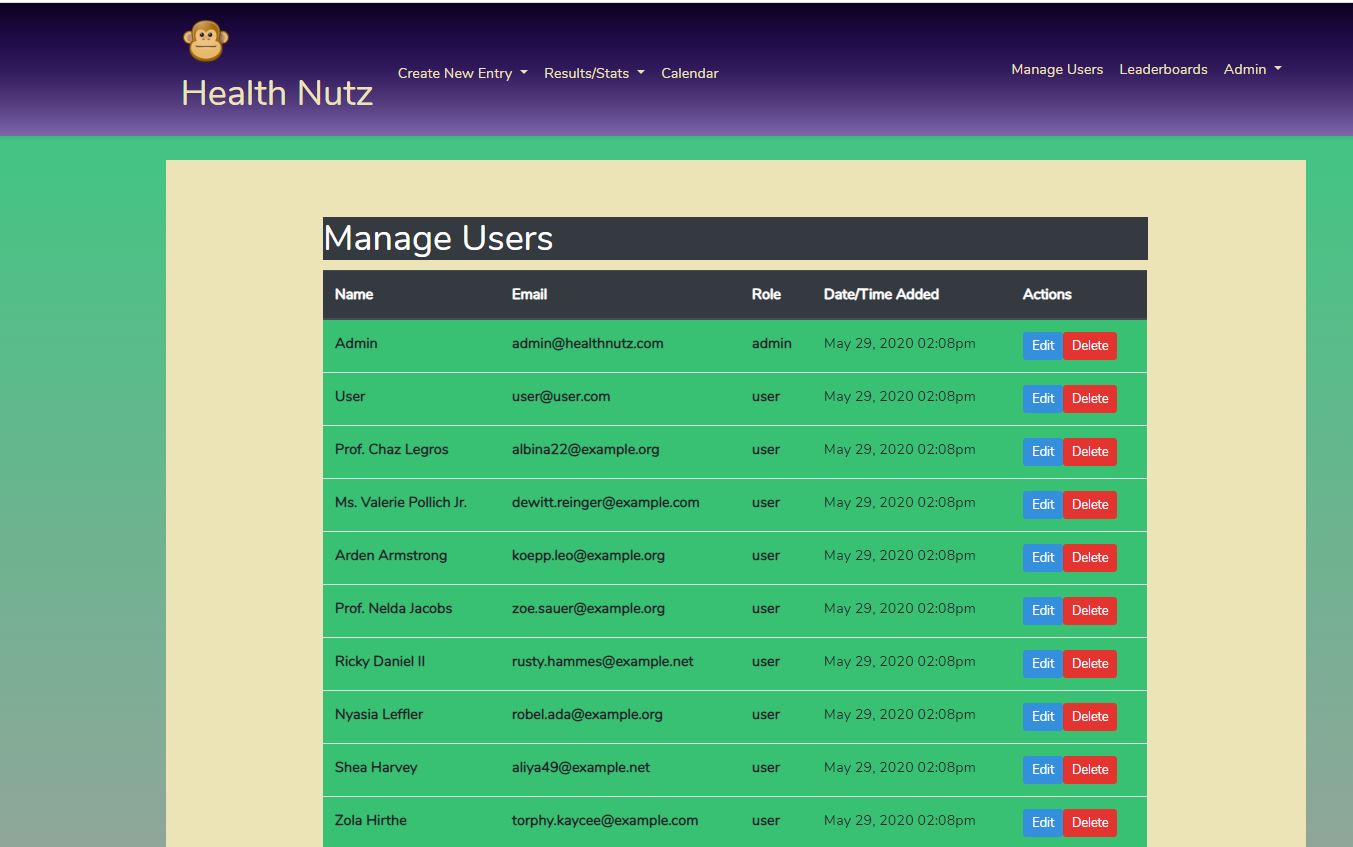 Health Nutz
Create New Entry Results/Stats Calendar Manage Users Leaderboards Admin
Manage Users
Name Email Role Date/Time Added Actions
Admin admin@healthnutz.com admin May 29, 2020 02:08pm Edit Delete
User user@user.com user May 29, 2020 02:08pm Edit Delete
Prof. Chaz Legros albina22@example.org user May 29, 2020 02:08pm Edit Delete
Ms. Valerie Pollich Jr. dewitt.reinger@example.com user May 29, 2020 02:08pm Edit Delete
Arden Armstrong koepp.leo@example.org user May 29, 2020 02:08pm Edit Delete
Prof. Nelda Jacobs zoe.sauer@example.org user May 29, 2020 02:08pm Edit Delete
Ricky Daniel II rusty.hammes@example.net user May 29, 2020 02:08pm Edit Delete
Nyasia Leffler robel.ada@example.org user May 29, 2020 02:08pm Edit Delete
Shea Harvey aliya49@example.net user May 29, 2020 02:08pm Edit Delete
Zola Hirthe torphy.kaycee@example.com user May 29, 2020 02:08pm Edit Delete